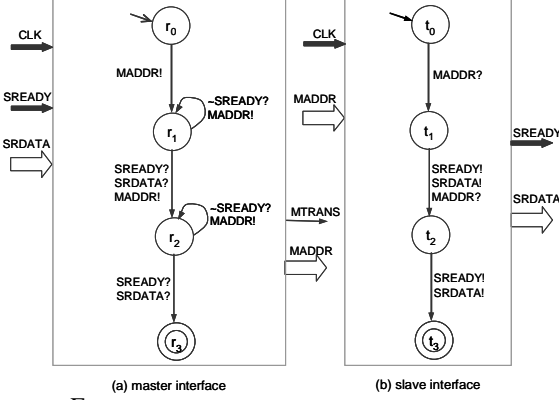 CLK
SREADY
SRDATA
r0
MADDR!
~SREADY?
MADDR!
r1
SREADY?
SRDATA?
MADDR!
~SREADY?
MADDR!
r2
SREADY?
SRDATA?
r3
MTRANS
MADDR
(a) master interface
CLK
MADDR
t0
MADDR?
t1
SREADY!
SRDATA!
MADDR?
t2
SREADY!
SRDATA!
t3
SREADY
SRDATA
(b) slave interface